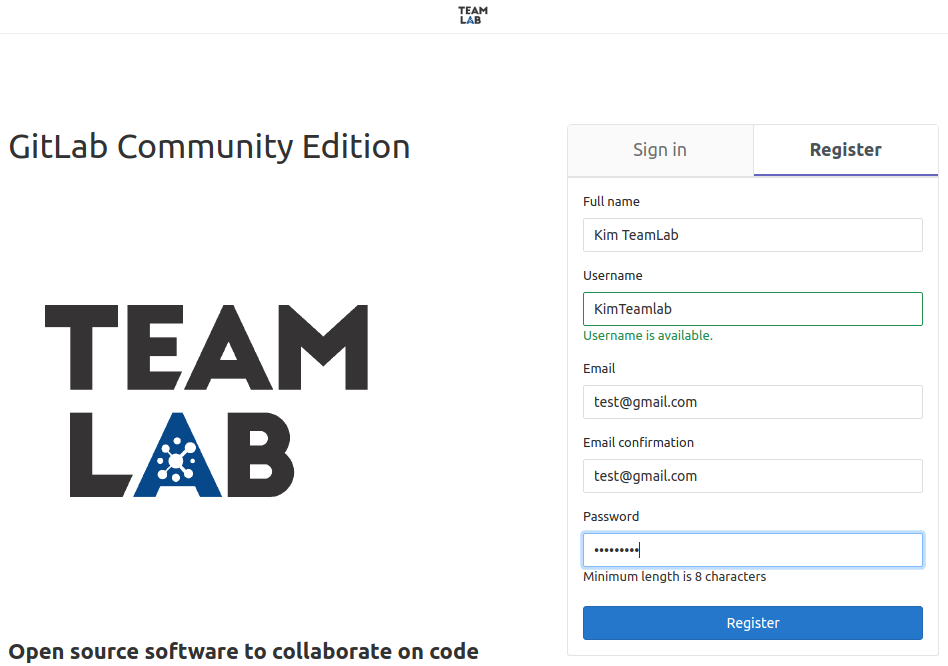 TEAM
LAB
GitLab Community Edition
TEAM
LAB
Open source software to collaborate on code
Sign in
Register
Full name
Kim TeamLab
Username
KimTeamlab
Username is available.
Email
test@gmail.com
Email confirmation
test@gmail.com
Password
•••••••••
Minimum length is 8 characters
Register